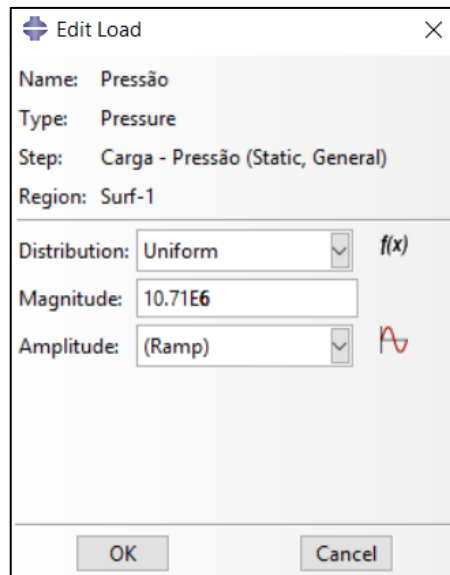 Edit Load
Name: Pressão
Type: Pressure
Step: Carga - Pressão (Static, General)
Region: Surf-1
Distribution: Uniform f(x)
Magnitude: 10.71E6
Amplitude: (Ramp)
OK Cancel